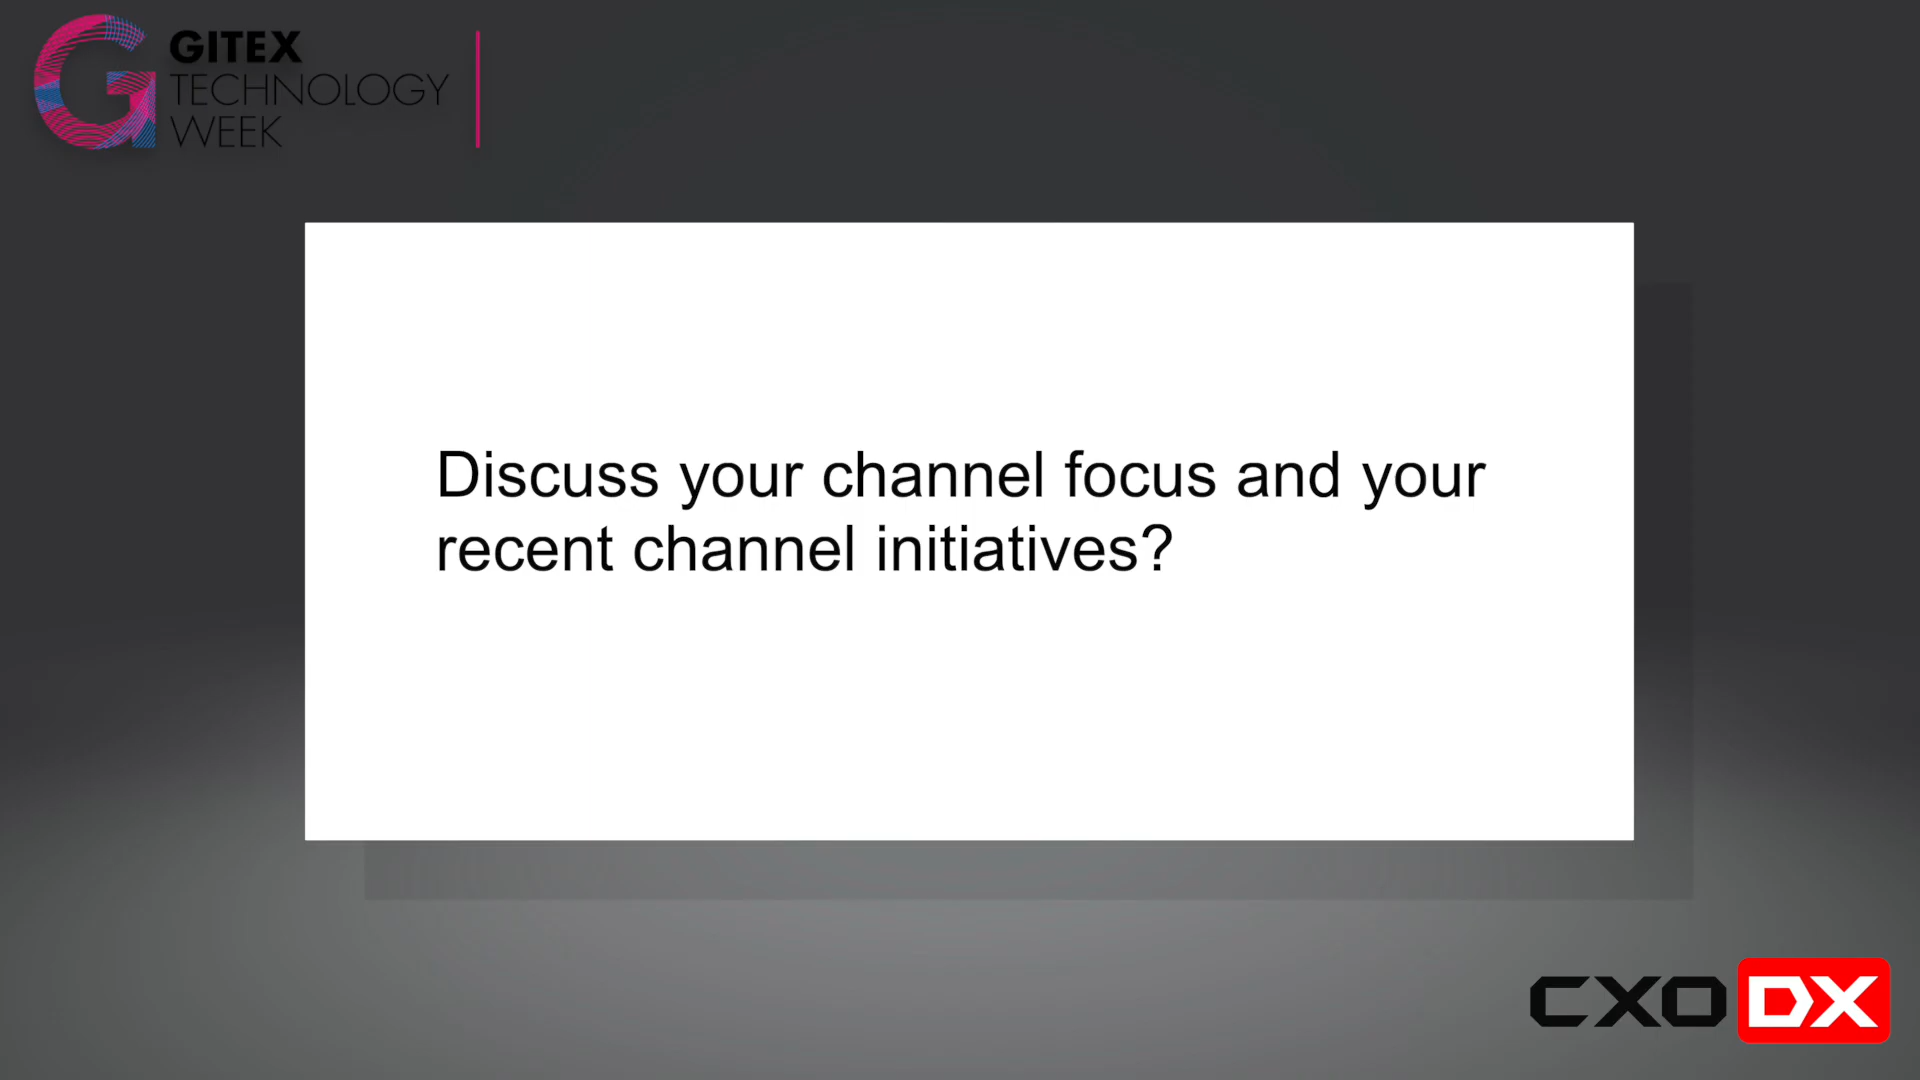 GITEX
TECHNOLOGY
WEEK
Discuss your channel focus and your
recent channel initiatives?
CXO DX